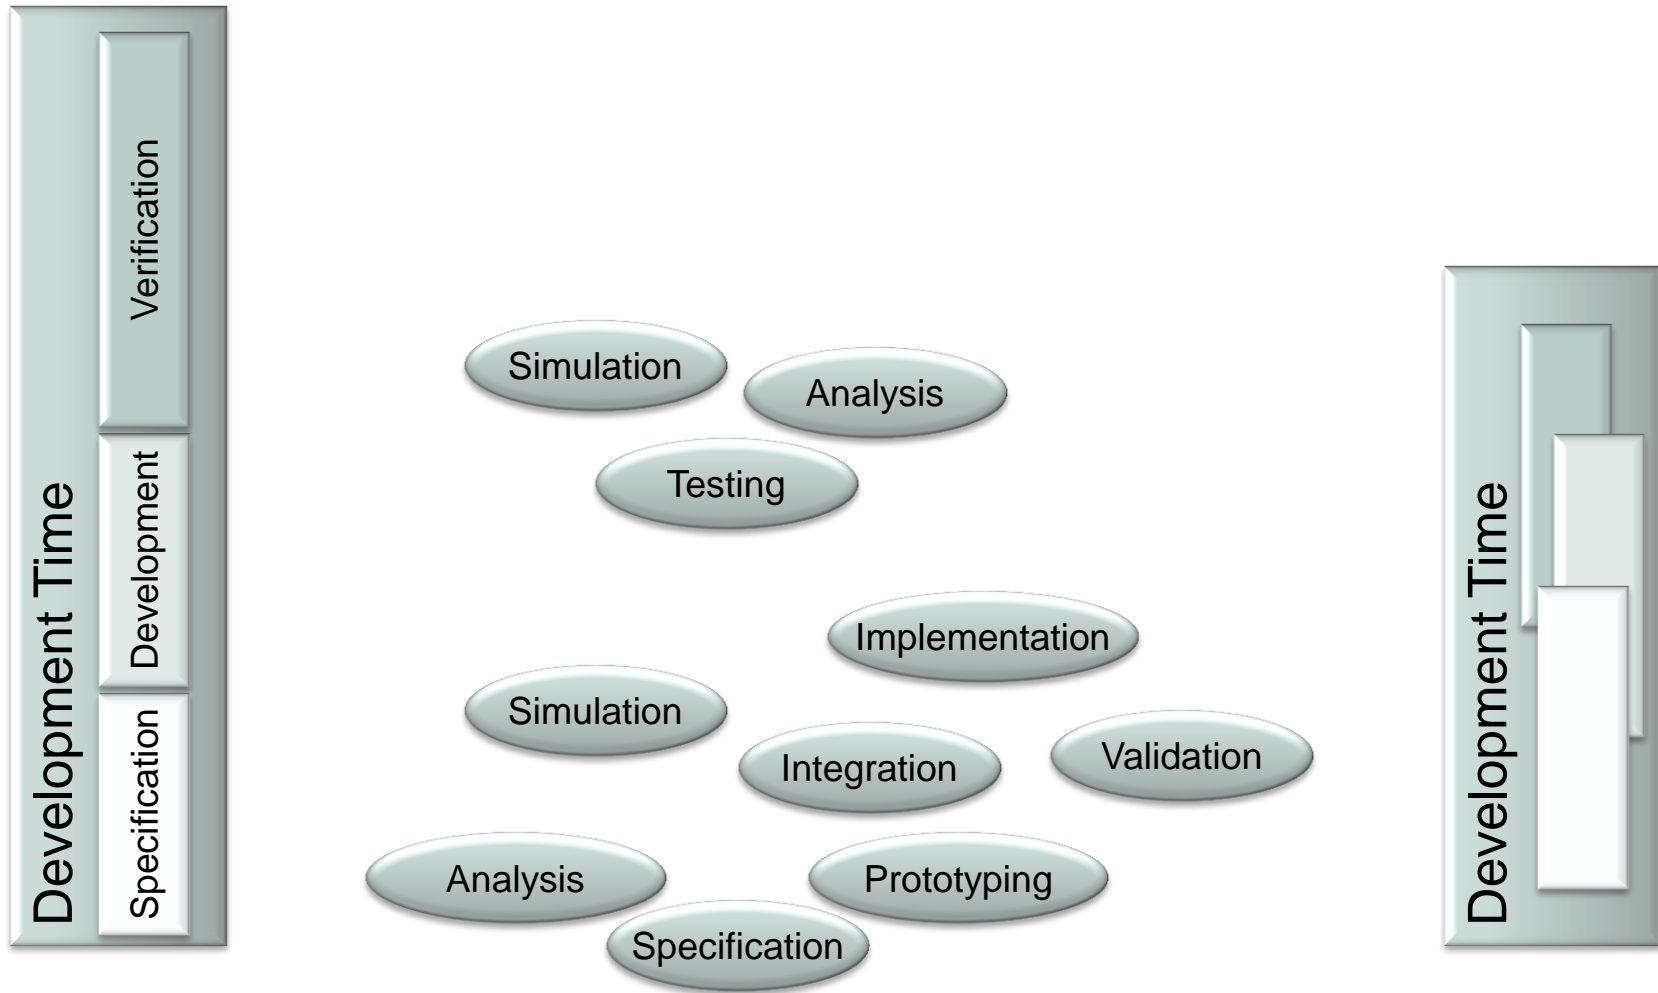 Development Time
Verification
Development
Specification
Simulation
Analysis
Testing
Implementation
Simulation
Integration
Validation
Analysis
Prototyping
Specification
Development Time